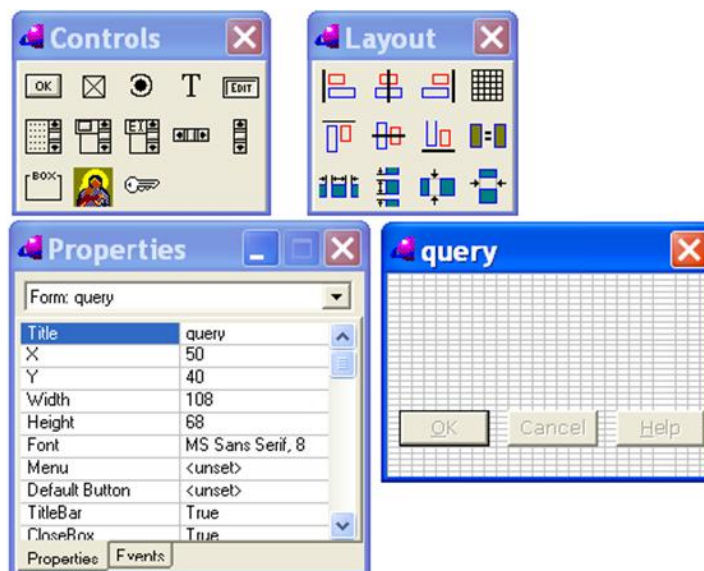 Controls
OK
T
EDIT
EI
BOX
Layout
Properties
Form: query
Title query
X 50
Y 40
Width 108
Height 68
Font MS Sans Serif, 8
Menu <unset>
Default Button <unset>
TitleBar True
CloseBox True
Properties Events
query
OK Cancel Help